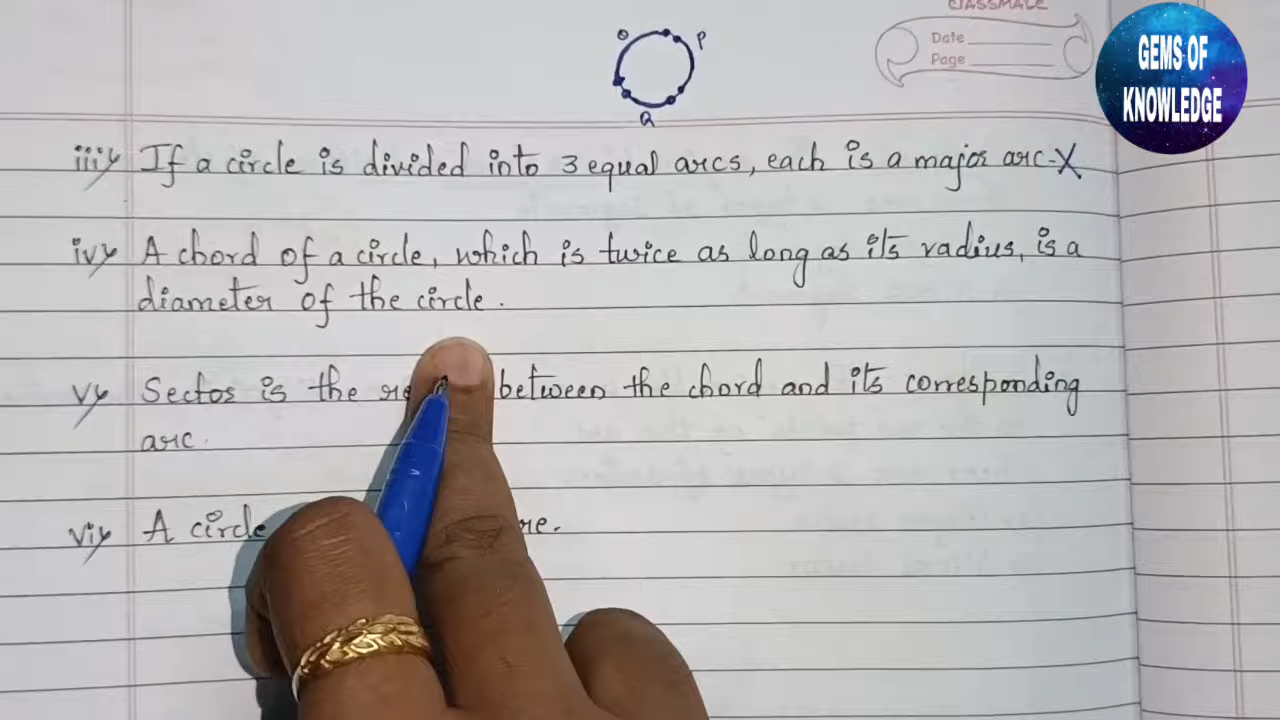 CLASSMATE
Date
Page
GEMS OF
KNOWLEDGE
O
P
Q
iii) If a circle is divided into 3 equal arcs, each is a major arc-X
iv) A chord of a circle, which is twice as long as its radius, is a
diameter of the circle.
v) Sector is the between the chord and its corresponding
arc.
vi) A circle